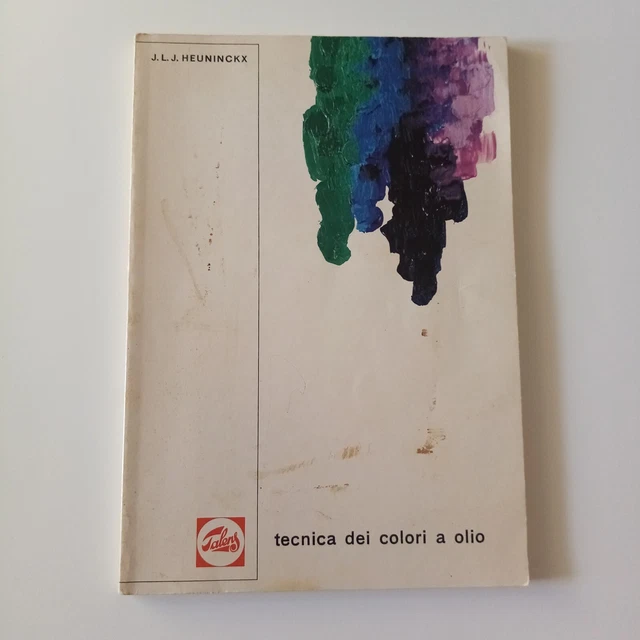 J. L. J. HEUNINCKX
Talens
tecnica dei colori a olio